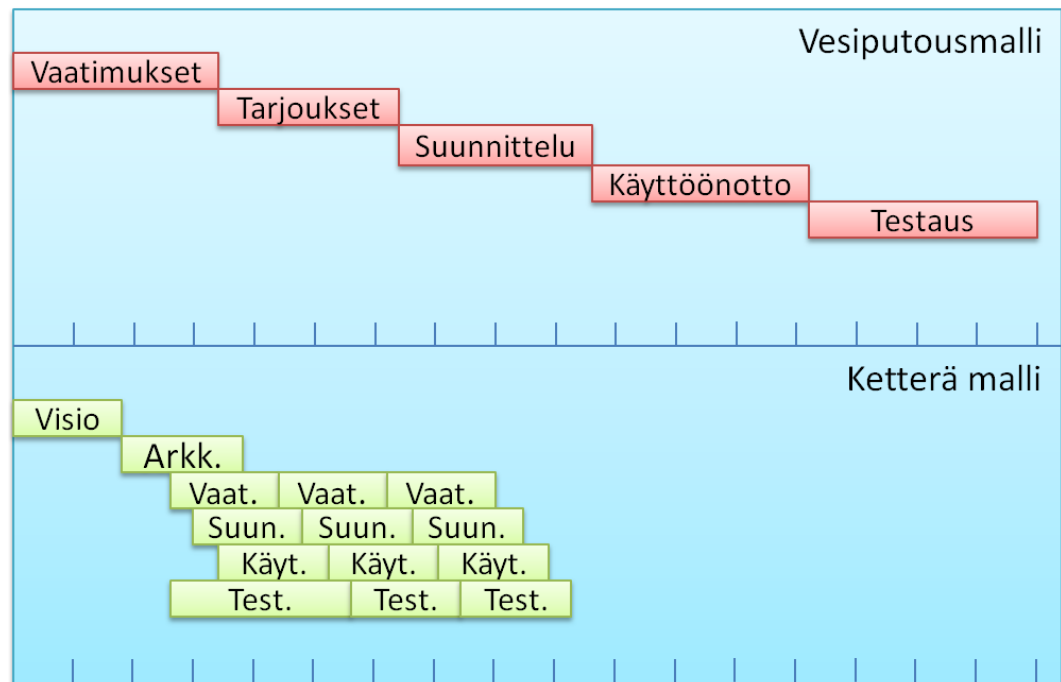 Vesiputousmalli
Vaatimukset
Tarjoukset
Suunnittelu
Käyttöönotto
Testaus
Ketterä malli
Visio
Arkk.
Vaat. Vaat. Vaat.
Suun. Suun. Suun.
Käyt. Käyt. Käyt.
Test. Test. Test.